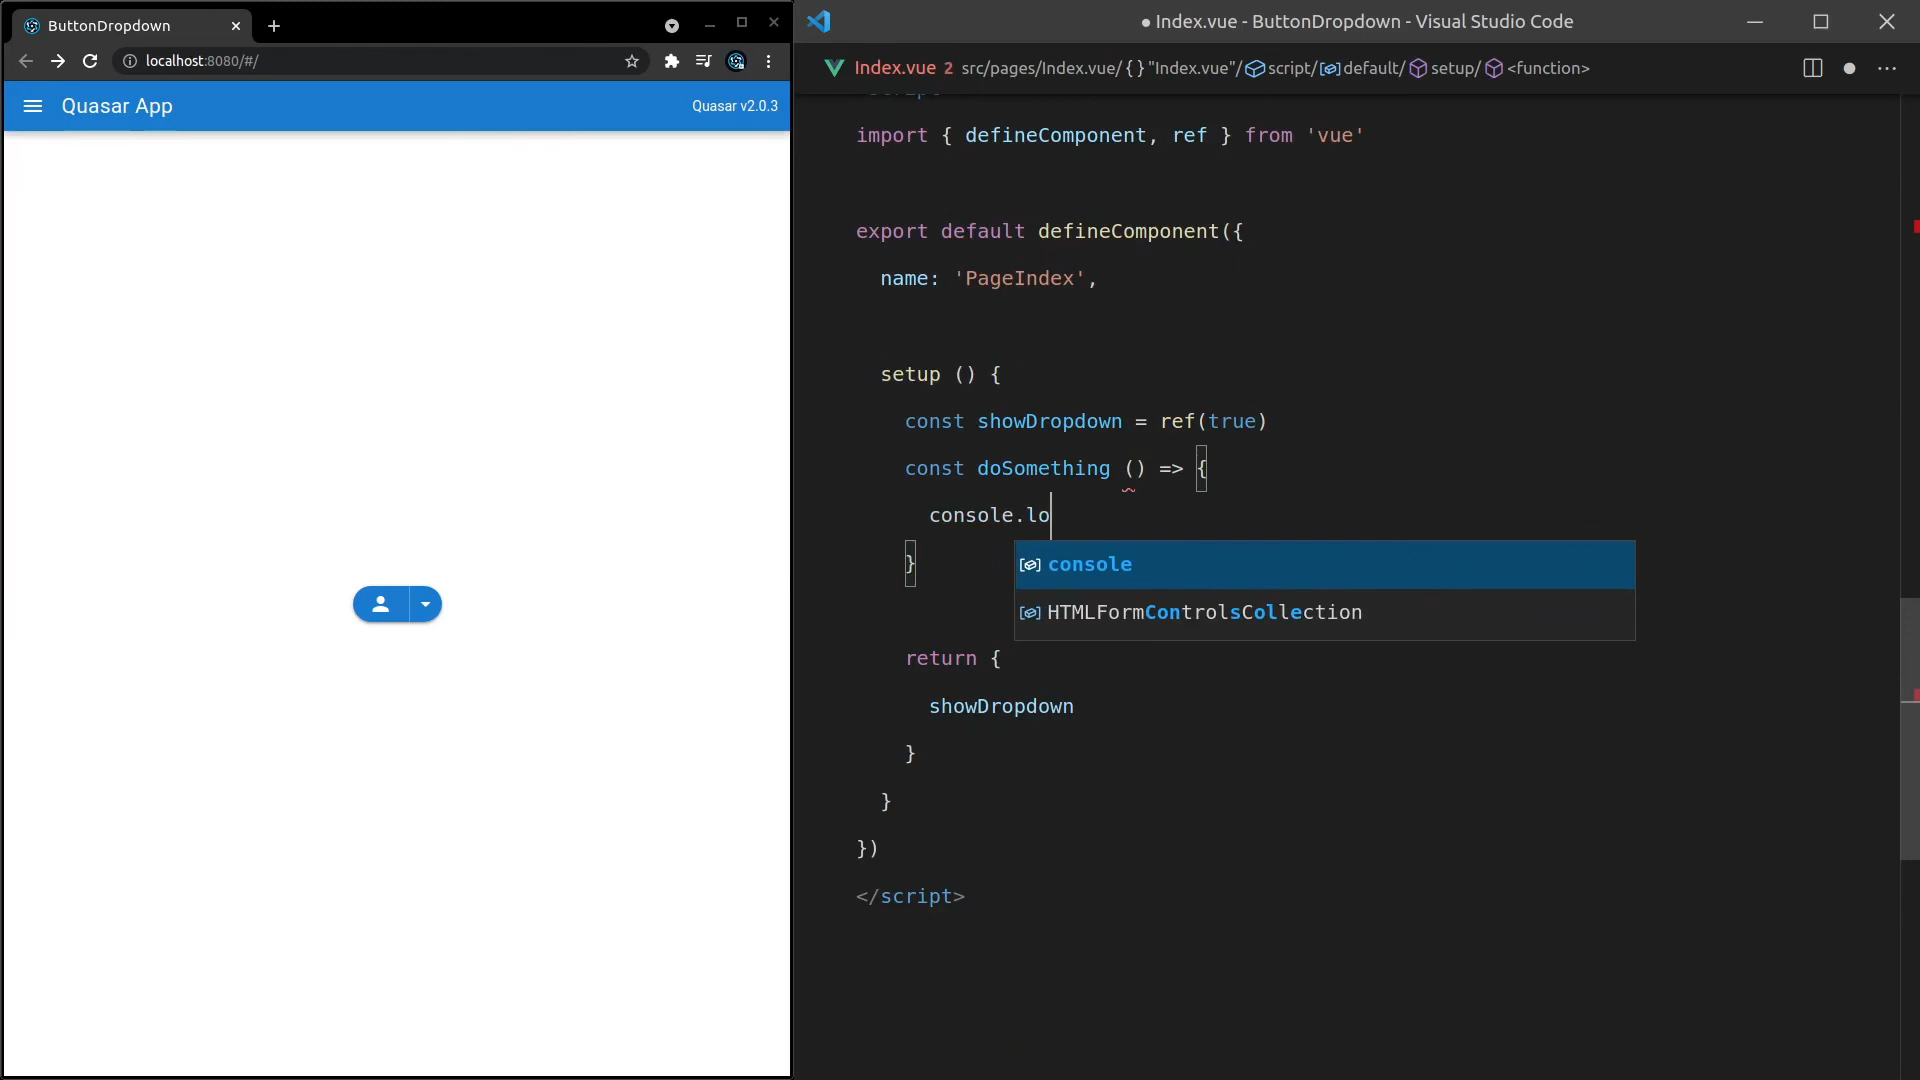 ButtonDropdown
localhost:8080/#/
Quasar App
Quasar v2.0.3
● Index.vue - ButtonDropdown - Visual Studio Code
Index.vue 2 src/pages/Index.vue/ {} "Index.vue"/ script/ default/ setup/ <function>
import { defineComponent, ref } from 'vue'
export default defineComponent({
name: 'PageIndex',
setup () {
const showDropdown = ref(true)
const doSomething () => {
console.lo
}
console
HTMLFormControlsCollection
return {
showDropdown
}
}
})
</script>